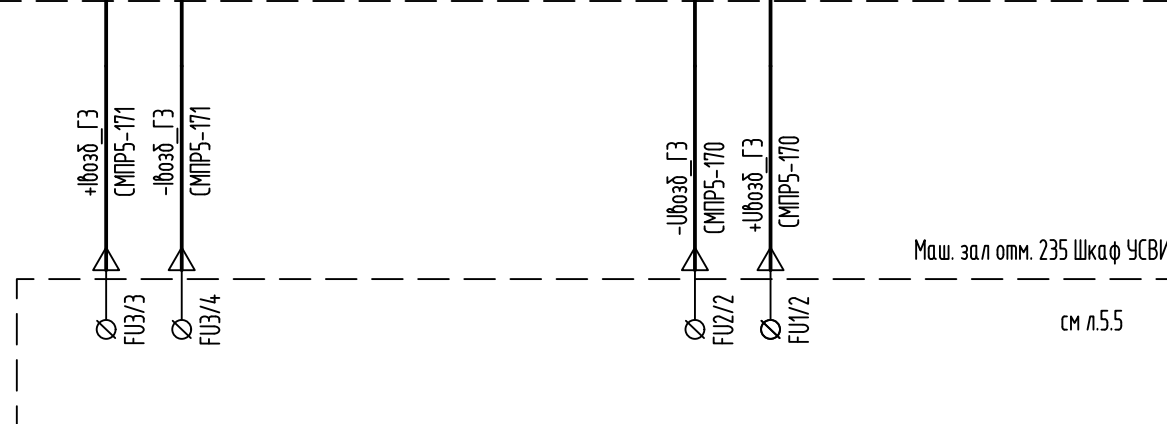 +Iвозб_Г3
СМПР5-171
-Iвозб_Г3
СМПР5-171
-Uвозб_Г3
СМПР5-170
+Uвозб_Г3
СМПР5-170
Маш. зал отм. 235 Шкаф УСВИ
FU3/3
FU3/4
FU2/2
FU1/2
см л.5.5